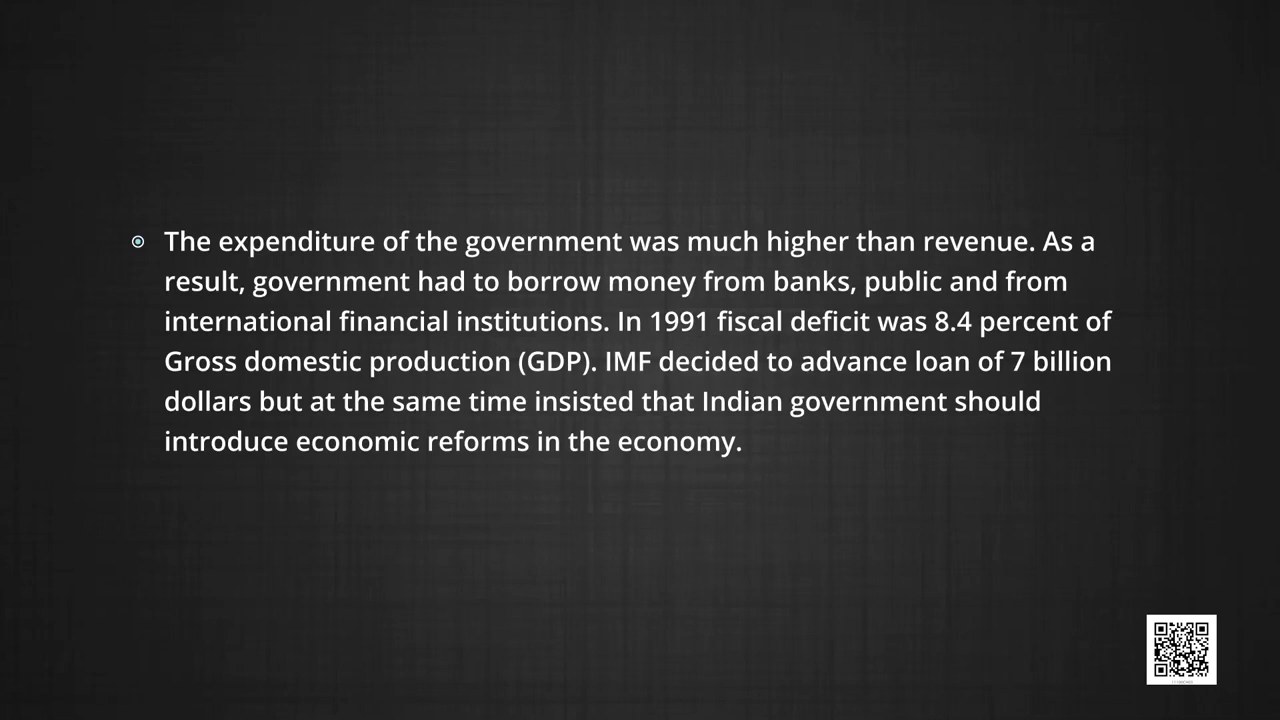 The expenditure of the government was much higher than revenue. As a
result, government had to borrow money from banks, public and from
international financial institutions. In 1991 fiscal deficit was 8.4 percent of
Gross domestic production (GDP). IMF decided to advance loan of 7 billion
dollars but at the same time insisted that Indian government should
introduce economic reforms in the economy.